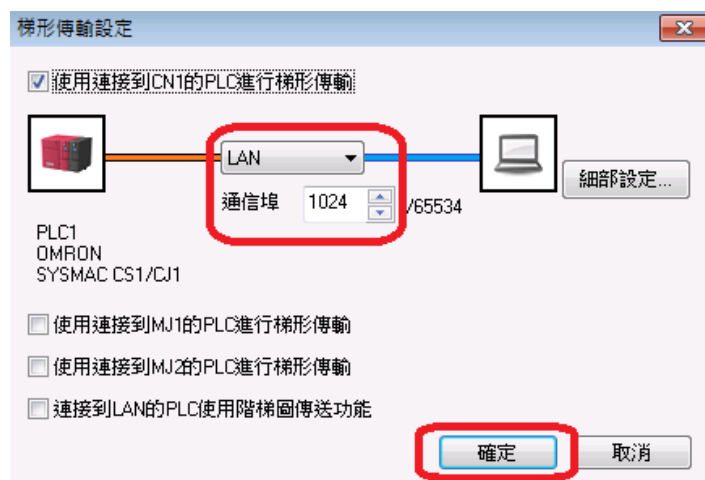 梯形傳輸設定
使用連接到CN1的PLC進行梯形傳輸
LAN
通信埠 1024 /65534
細部設定...
PLC1
OMRON
SYSMAC CS1/CJ1
使用連接到MJ1的PLC進行梯形傳輸
使用連接到MJ2的PLC進行梯形傳輸
連接到LAN的PLC使用階梯圖傳送功能
確定 取消